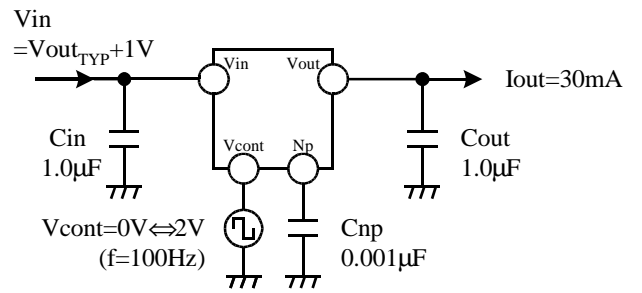 Vin
=VoutTYP+1V
Vin
Vout
Iout=30mA
Cin
1.0μF
Vcont
Np
Cout
1.0μF
Vcont=0V⇔2V
(f=100Hz)
Cnp
0.001μF